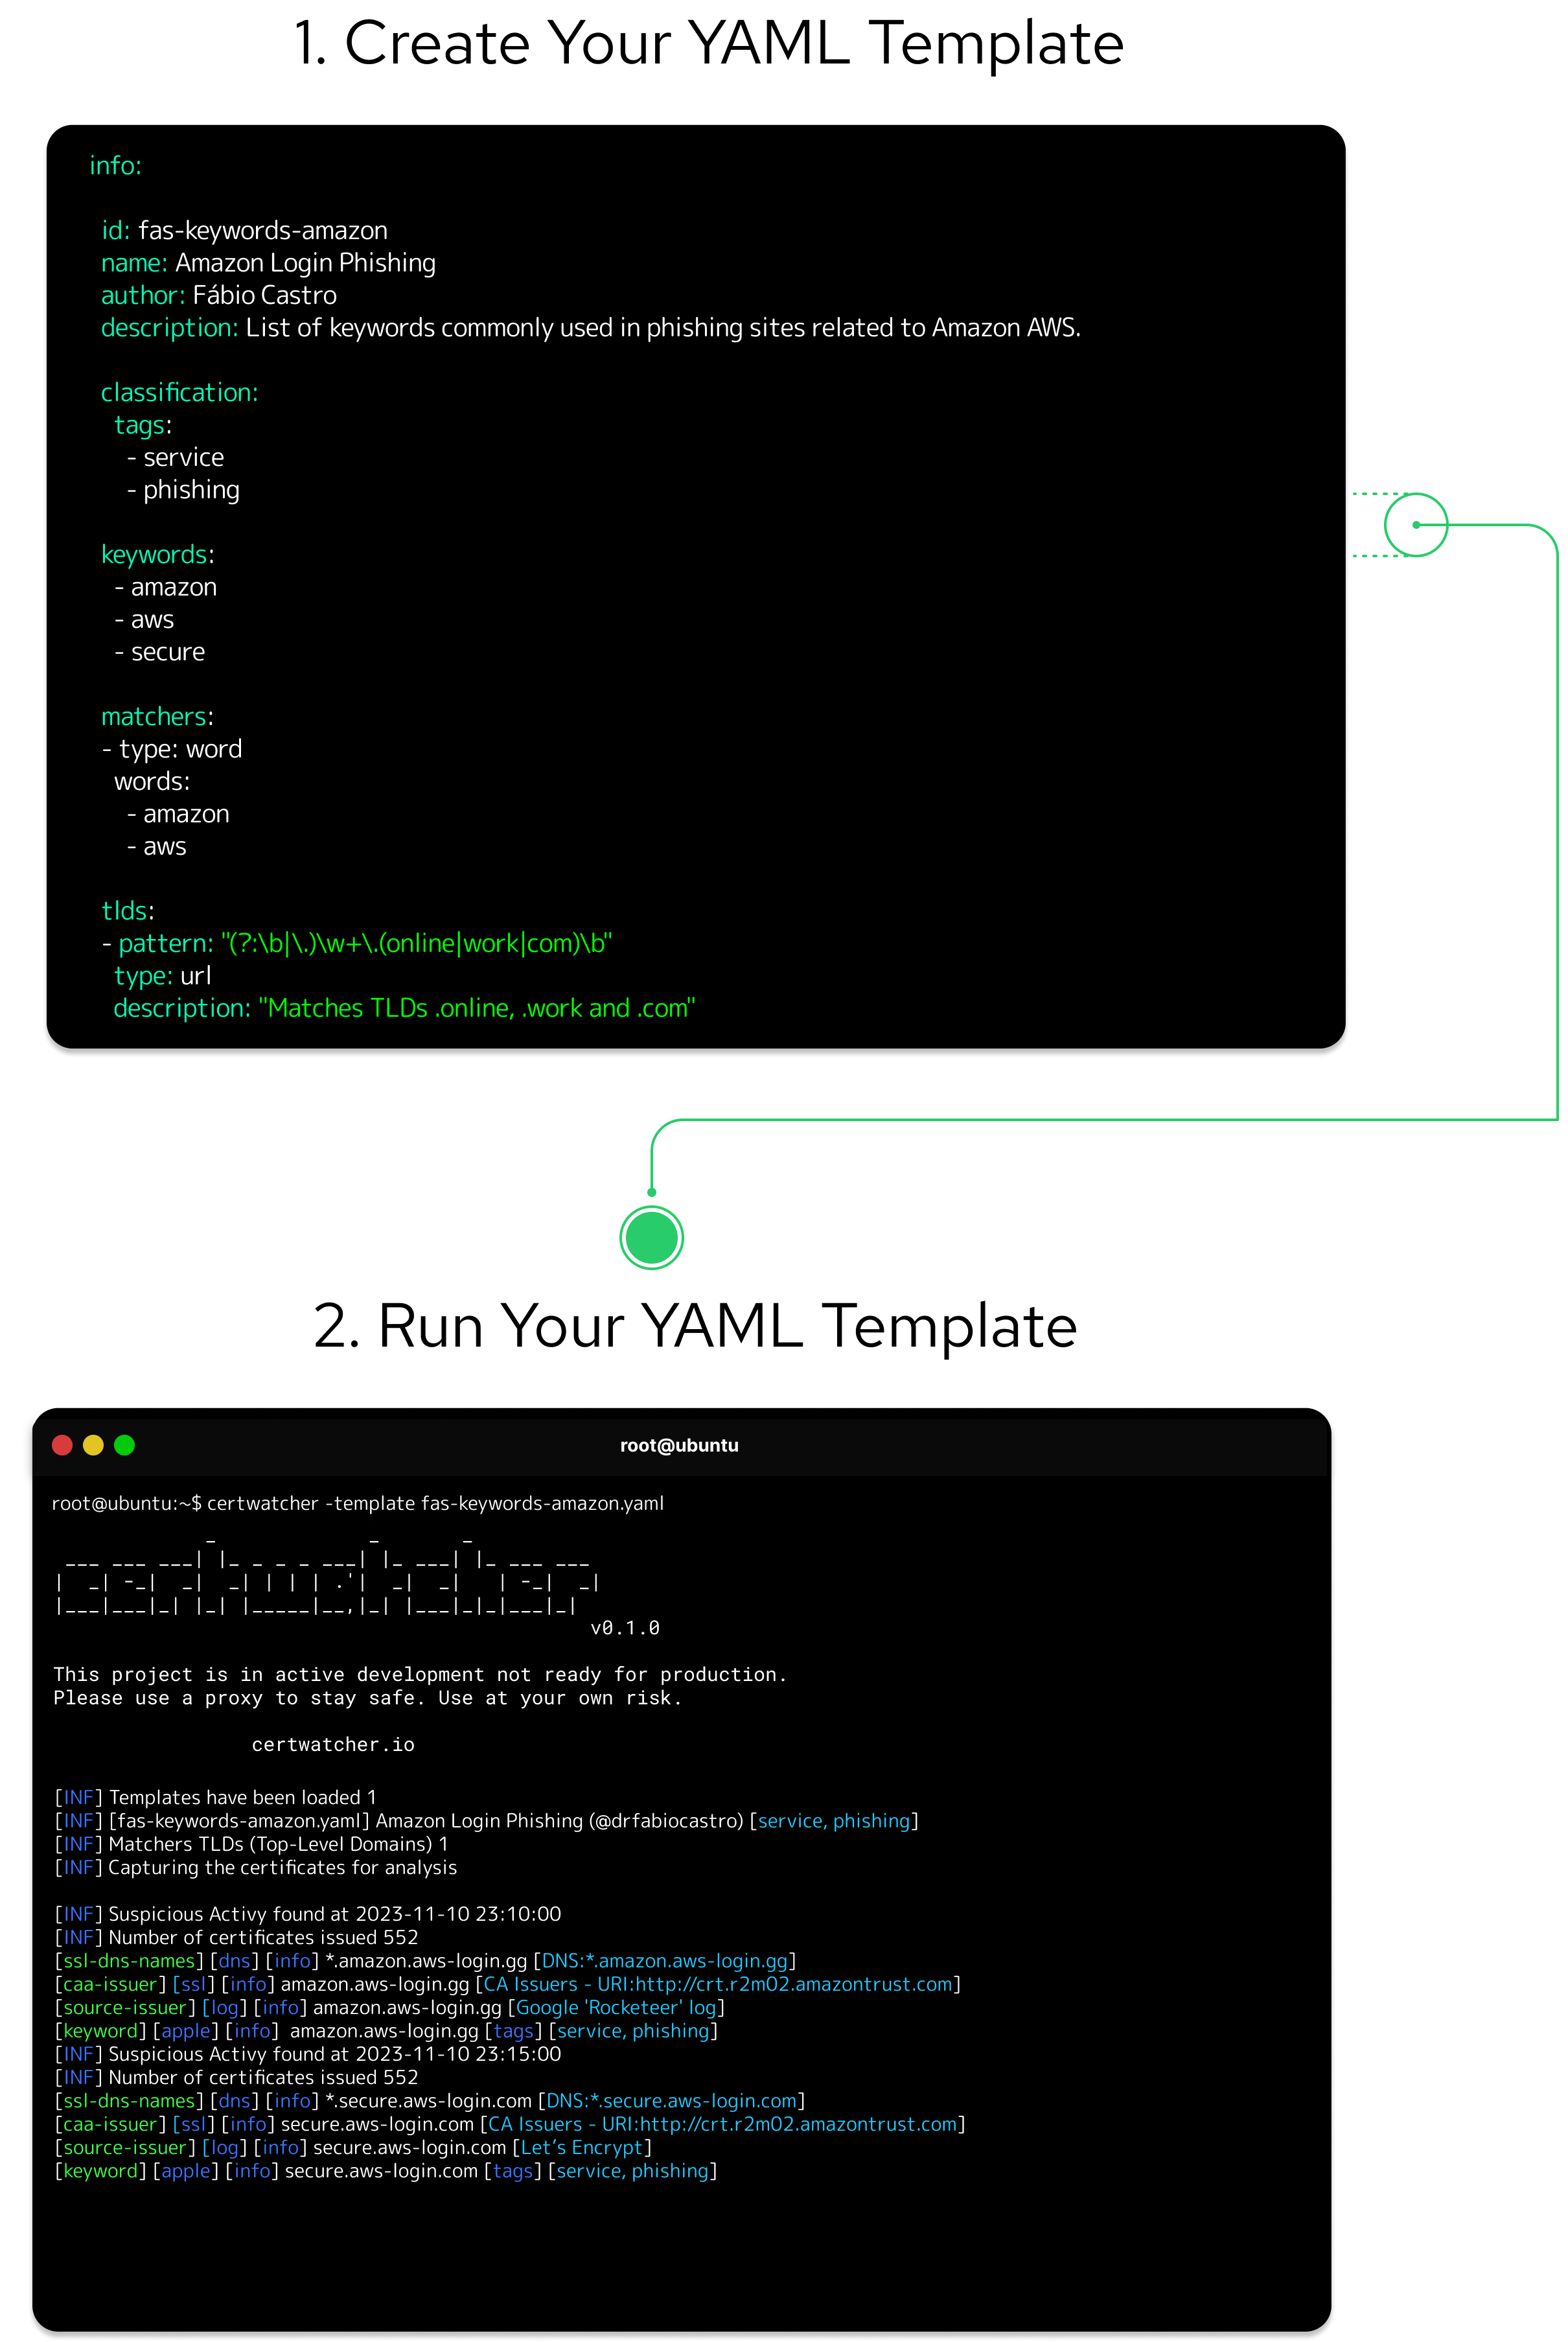 1. Create Your YAML Template
info:
id: fas-keywords-amazon
name: Amazon Login Phishing
author: Fábio Castro
description: List of keywords commonly used in phishing sites related to Amazon AWS.
classification:
tags:
- service
- phishing
keywords:
- amazon
- aws
- secure
matchers:
- type: word
words:
- amazon
- aws
tlds:
- pattern: "(?:\b|\.)\w+\.(online|work|com)\b"
type: url
description: "Matches TLDs .online, .work and .com"
2. Run Your YAML Template
root@ubuntu
root@ubuntu:~$ certwatcher -template fas-keywords-amazon.yaml
certwatcher
v0.1.0
This project is in active development not ready for production.
Please use a proxy to stay safe. Use at your own risk.
certwatcher.io
[INF] Templates have been loaded 1
[INF] [fas-keywords-amazon.yaml] Amazon Login Phishing (@drfabiocastro) [service, phishing]
[INF] Matchers TLDs (Top-Level Domains) 1
[INF] Capturing the certificates for analysis
[INF] Suspicious Activy found at 2023-11-10 23:10:00
[INF] Number of certificates issued 552
[ssl-dns-names] [dns] [info] *.amazon.aws-login.gg [DNS:*.amazon.aws-login.gg]
[caa-issuer] [ssl] [info] amazon.aws-login.gg [CA Issuers - URI:http://crt.r2m02.amazontrust.com]
[source-issuer] [log] [info] amazon.aws-login.gg [Google 'Rocketeer' log]
[keyword] [apple] [info] amazon.aws-login.gg [tags] [service, phishing]
[INF] Suspicious Activy found at 2023-11-10 23:15:00
[INF] Number of certificates issued 552
[ssl-dns-names] [dns] [info] *.secure.aws-login.com [DNS:*.secure.aws-login.com]
[caa-issuer] [ssl] [info] secure.aws-login.com [CA Issuers - URI:http://crt.r2m02.amazontrust.com]
[source-issuer] [log] [info] secure.aws-login.com [Let‘s Encrypt]
[keyword] [apple] [info] secure.aws-login.com [tags] [service, phishing]